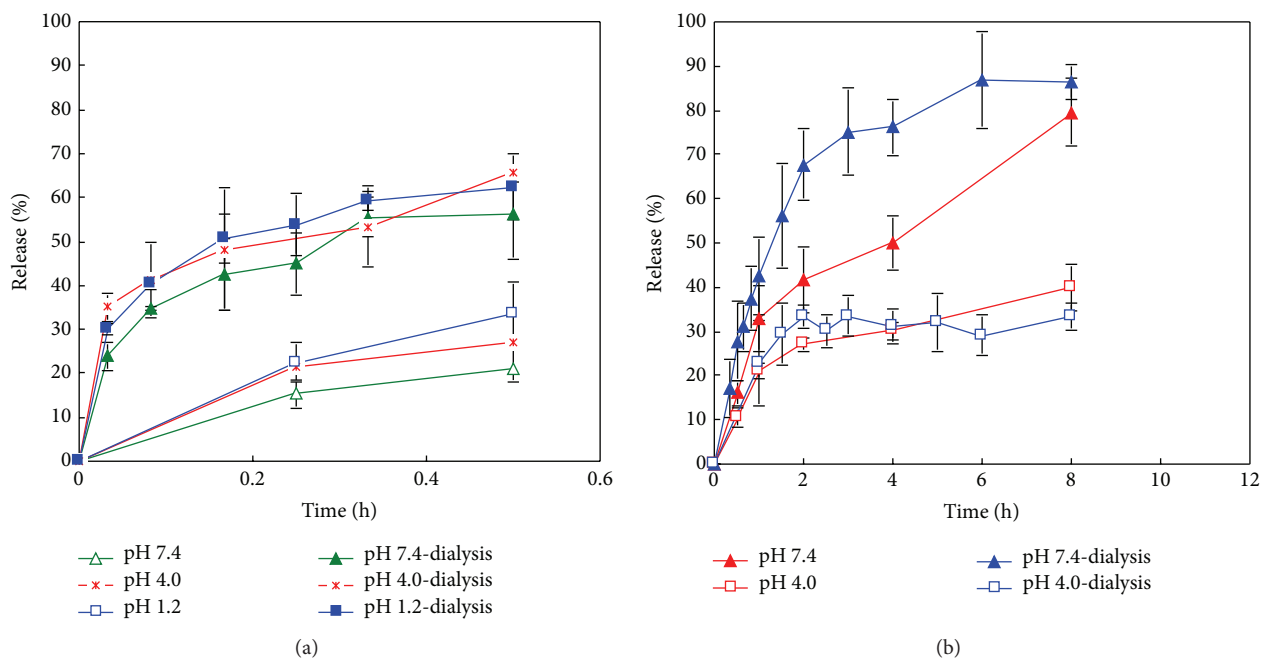 100
90
80
70
60
50
40
30
20
10
0
Release (%)
0 0.2 0.4 0.6
Time (h)
pH 7.4 pH 7.4-dialysis
pH 4.0 pH 4.0-dialysis
pH 1.2 pH 1.2-dialysis
(a)
100
90
80
70
60
50
40
30
20
10
0
Release (%)
0 2 4 6 8 10 12
Time (h)
pH 7.4 pH 7.4-dialysis
pH 4.0 pH 4.0-dialysis
(b)